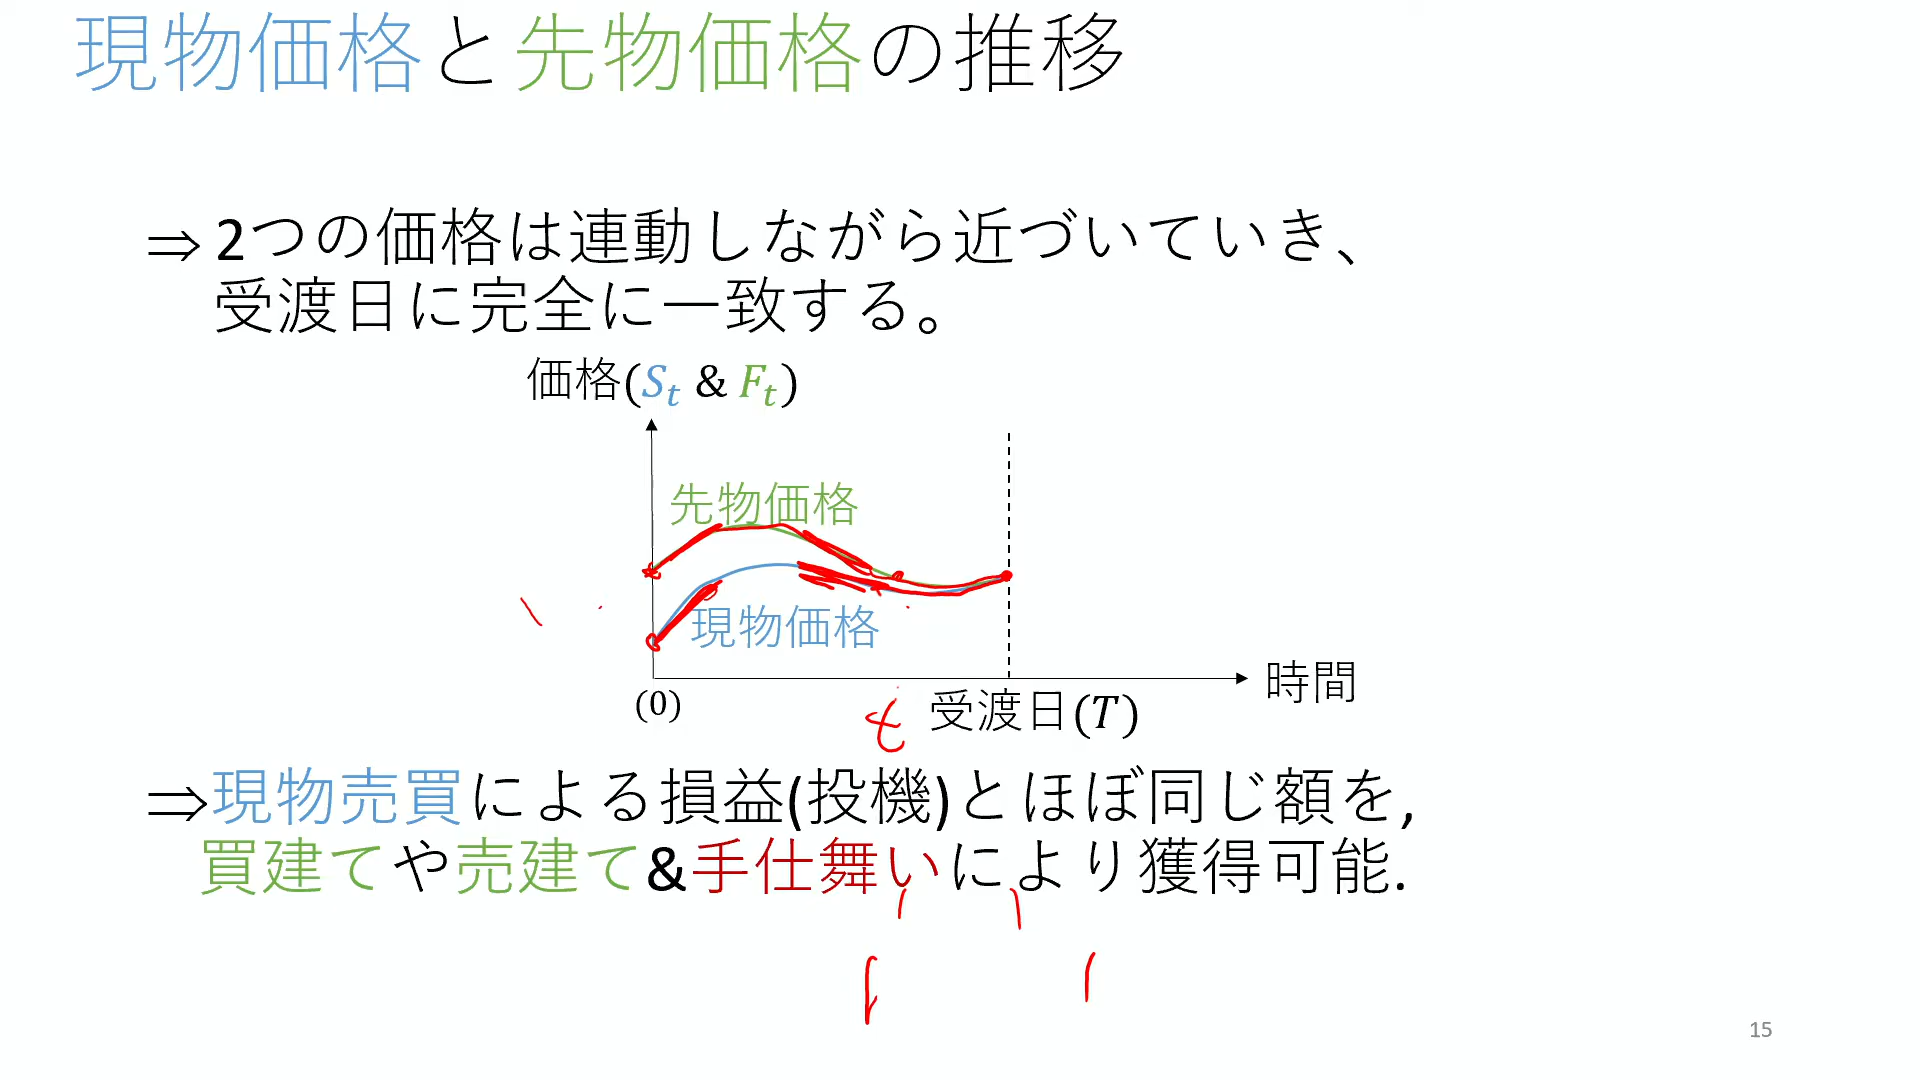 現物価格と先物価格の推移
⇒2つの価格は連動しながら近づいていき、
受渡日に完全に一致する。
価格(S_t & F_t)
先物価格
現物価格
時間
(0)
t
受渡日(T)
⇒現物売買による損益(投機)とほぼ同じ額を,
買建てや売建て&手仕舞いにより獲得可能.
15